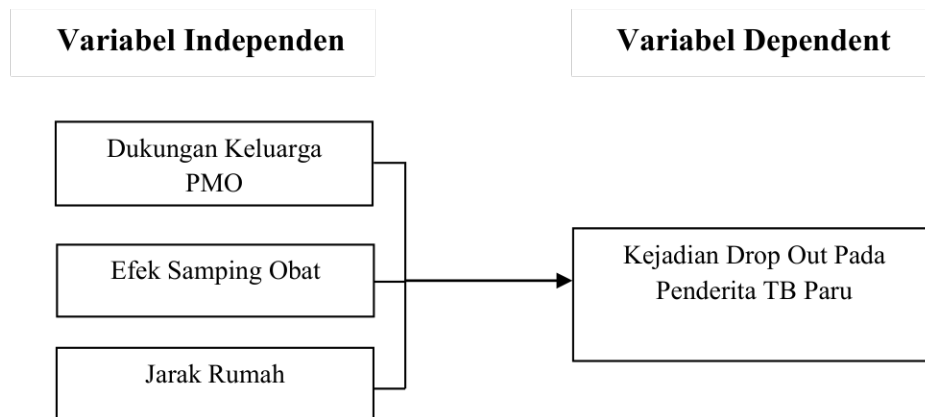 Variabel Independen
Variabel Dependent
Dukungan Keluarga
PMO
Efek Samping Obat
Jarak Rumah
Kejadian Drop Out Pada
Penderita TB Paru